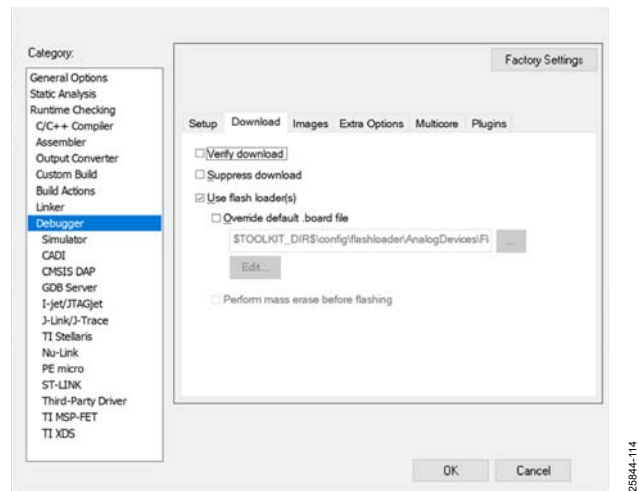 Category:
Factory Settings
General Options
Static Analysis
Runtime Checking
C/C++ Compiler
Assembler
Output Converter
Custom Build
Build Actions
Linker
Debugger
Simulator
CADI
CMSIS DAP
GDB Server
I-jet/JTAGjet
J-Link/J-Trace
TI Stellaris
Nu-Link
PE micro
ST-LINK
Third-Party Driver
TI MSP-FET
TI XDS
Setup Download Images Extra Options Multicore Plugins
Verify download
Suppress download
Use flash loader(s)
Override default .board file
$TOOLKIT_DIR$\config\flashloader\AnalogDevices\Fl
...
Edit...
Perform mass erase before flashing
OK Cancel
25844-114